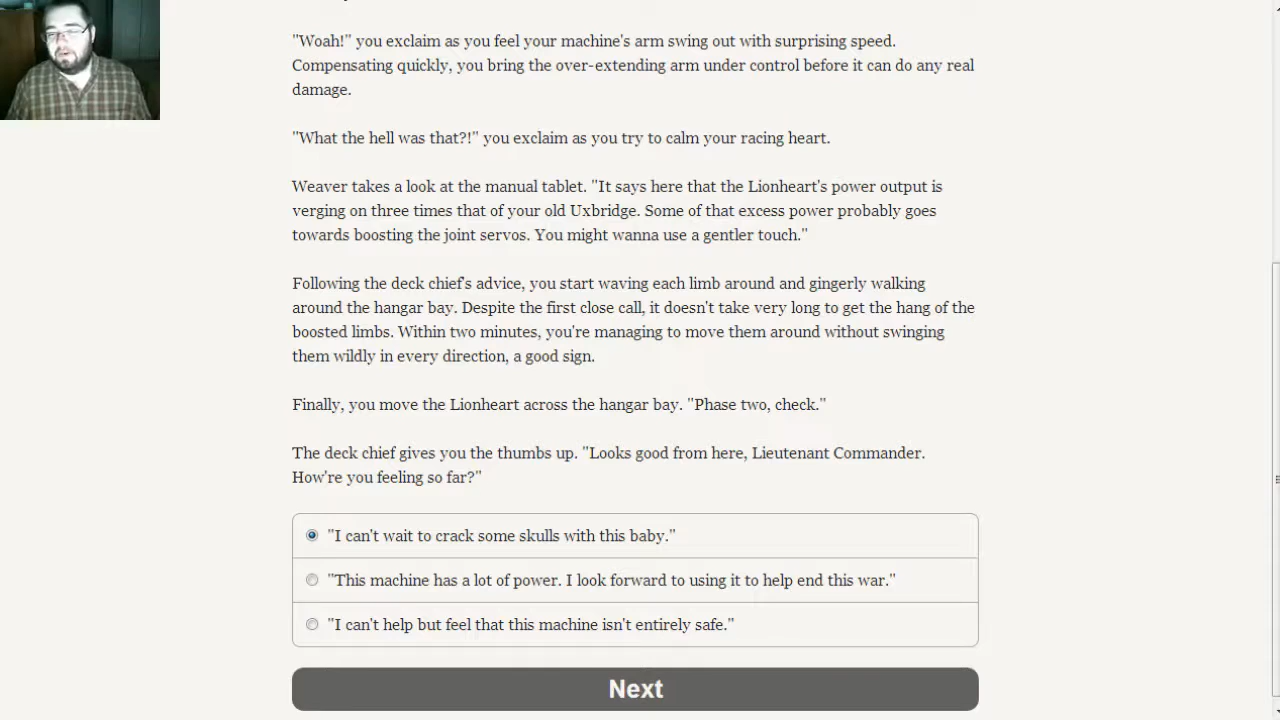 "Woah!" you exclaim as you feel your machine's arm swing out with surprising speed.
Compensating quickly, you bring the over-extending arm under control before it can do any real
damage.
"What the hell was that?!" you exclaim as you try to calm your racing heart.
Weaver takes a look at the manual tablet. "It says here that the Lionheart's power output is
verging on three times that of your old Uxbridge. Some of that excess power probably goes
towards boosting the joint servos. You might wanna use a gentler touch."
Following the deck chief's advice, you start waving each limb around and gingerly walking
around the hangar bay. Despite the first close call, it doesn't take very long to get the hang of the
boosted limbs. Within two minutes, you're managing to move them around without swinging
them wildly in every direction, a good sign.
Finally, you move the Lionheart across the hangar bay. "Phase two, check."
The deck chief gives you the thumbs up. "Looks good from here, Lieutenant Commander.
How're you feeling so far?"
"I can't wait to crack some skulls with this baby."
"This machine has a lot of power. I look forward to using it to help end this war."
"I can't help but feel that this machine isn't entirely safe."
Next